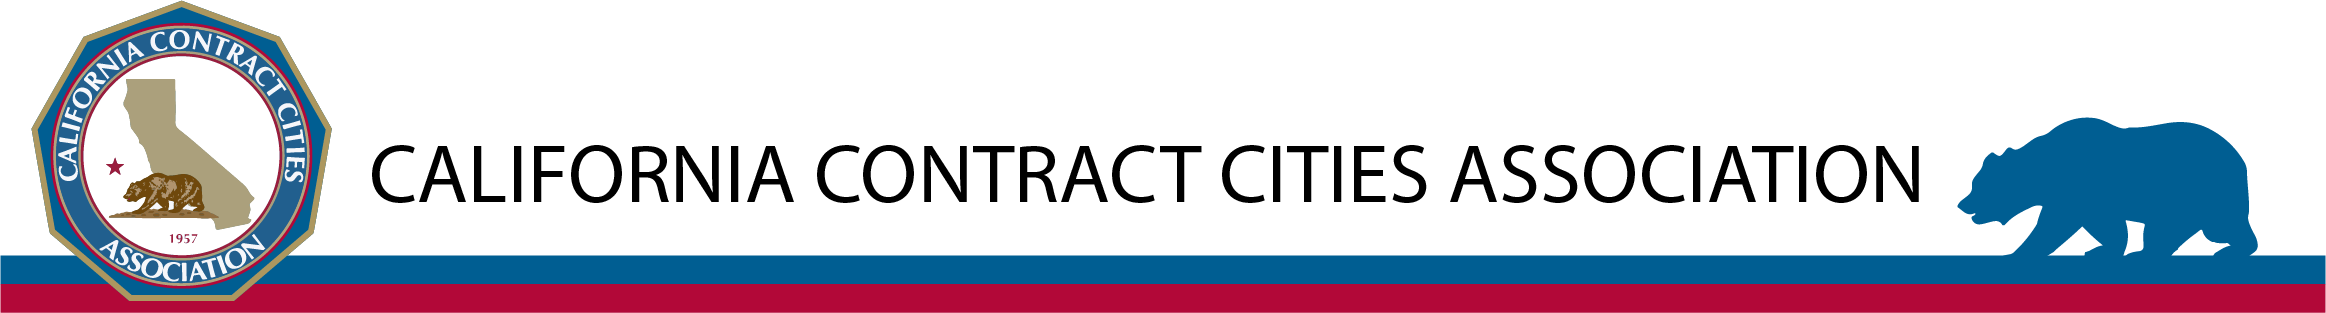 CALIFORNIA CONTRACT CITIES
1957
ASSOCIATION
CALIFORNIA CONTRACT CITIES ASSOCIATION